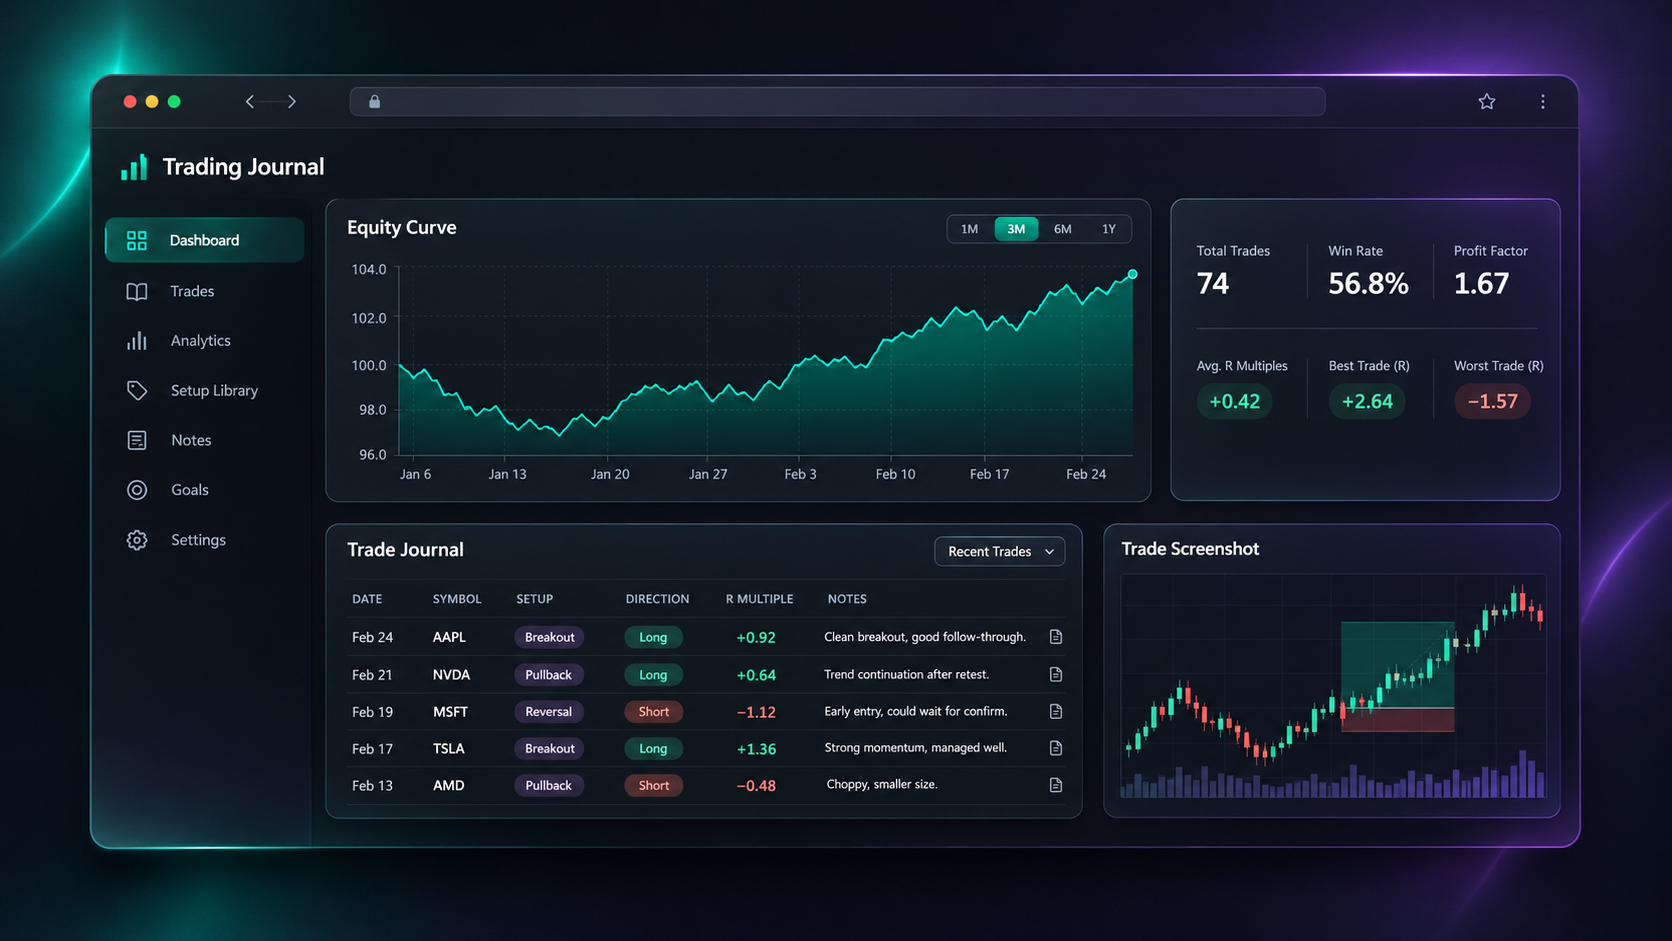 Trading Journal
Dashboard
Trades
Analytics
Setup Library
Notes
Goals
Settings
Equity Curve
1M 3M 6M 1Y
104.0
102.0
100.0
98.0
96.0
Jan 6 Jan 13 Jan 20 Jan 27 Feb 3 Feb 10 Feb 17 Feb 24
Total Trades Win Rate Profit Factor
74 56.8% 1.67
Avg. R Multiples Best Trade (R) Worst Trade (R)
+0.42 +2.64 −1.57
Trade Journal
Recent Trades
DATE SYMBOL SETUP DIRECTION R MULTIPLE NOTES
Feb 24 AAPL Breakout Long +0.92 Clean breakout, good follow-through.
Feb 21 NVDA Pullback Long +0.64 Trend continuation after retest.
Feb 19 MSFT Reversal Short −1.12 Early entry, could wait for confirm.
Feb 17 TSLA Breakout Long +1.36 Strong momentum, managed well.
Feb 13 AMD Pullback Short −0.48 Choppy, smaller size.
Trade Screenshot